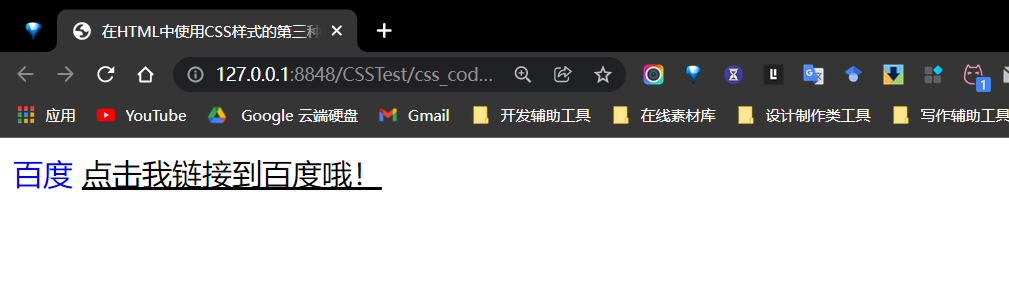 在HTML中使用CSS样式的第三种
127.0.0.1:8848/CSSTest/css_cod...
1
应用 YouTube Google 云端硬盘 Gmail 开发辅助工具 在线素材库 设计制作类工具 写作辅助工具
百度 点击我链接到百度哦！